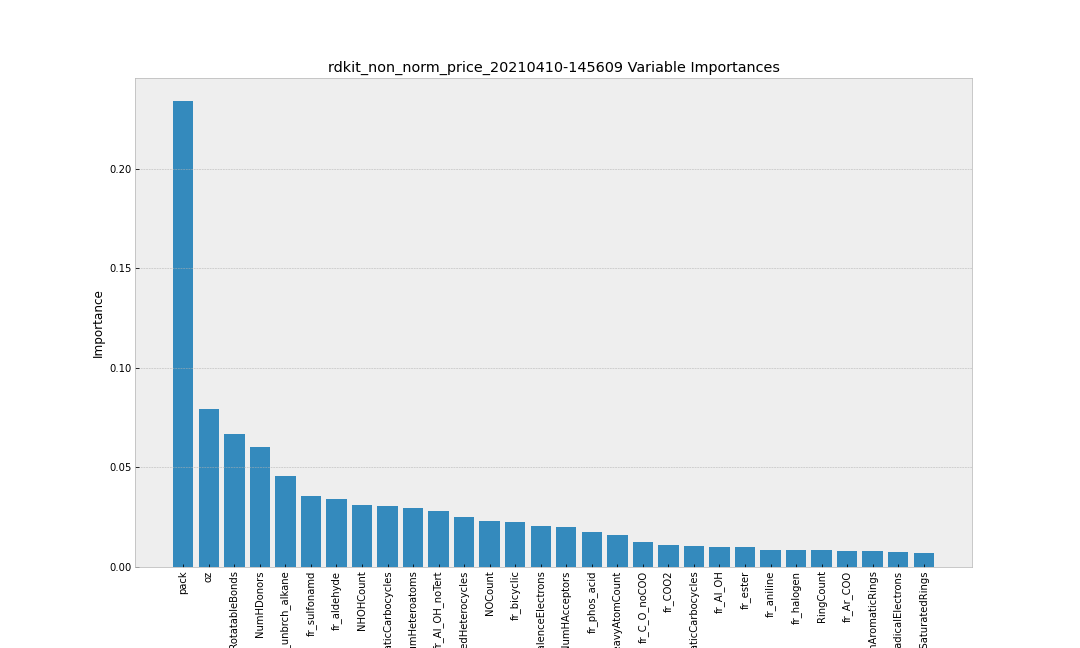 rdkit_non_norm_price_20210410-145609 Variable Importances
Importance
0.20
0.15
0.10
0.05
0.00
pack
oz
RotatableBonds
NumHDonors
_unbrch_alkane
fr_sulfonamd
fr_aldehyde
NHOHCount
aticCarbocycles
umHeteroatoms
fr_Al_OH_noTert
edHeterocycles
NOCount
fr_bicyclic
alenceElectrons
NumHAcceptors
fr_phos_acid
eavyAtomCount
fr_C_O_noCOO
fr_COO2
aticCarbocycles
fr_Al_OH
fr_ester
fr_aniline
fr_halogen
RingCount
fr_Ar_COO
nAromaticRings
adicalElectrons
SaturatedRings